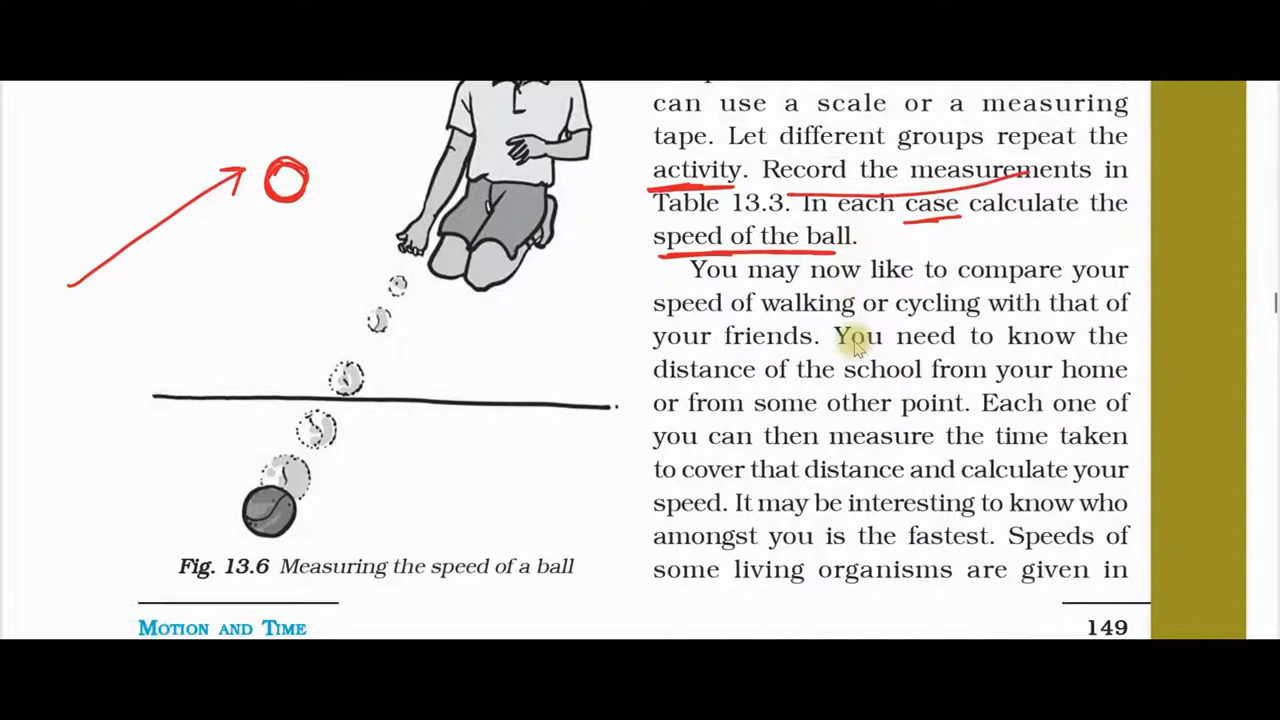 can use a scale or a measuring
tape. Let different groups repeat the
activity. Record the measurements in
Table 13.3. In each case calculate the
speed of the ball.
You may now like to compare your
speed of walking or cycling with that of
your friends. You need to know the
distance of the school from your home
or from some other point. Each one of
you can then measure the time taken
to cover that distance and calculate your
speed. It may be interesting to know who
amongst you is the fastest. Speeds of
some living organisms are given in
Fig. 13.6 Measuring the speed of a ball
MOTION AND TIME
149